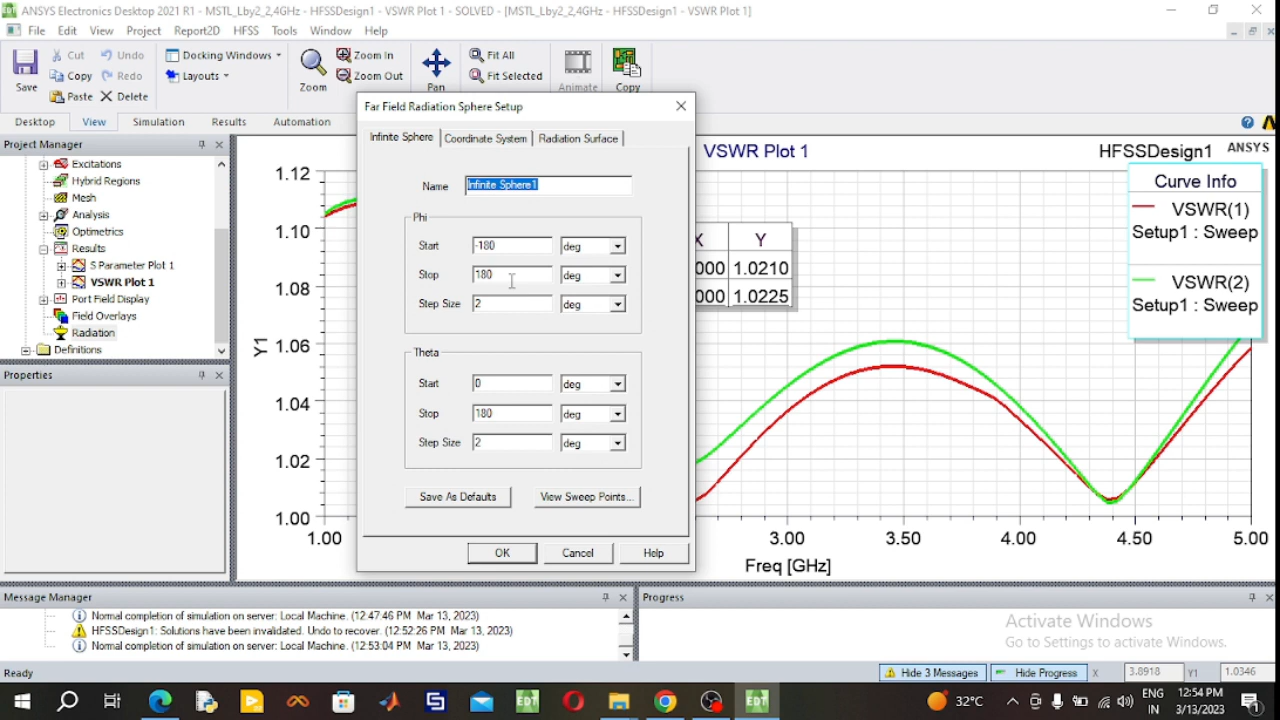 ANSYS Electronics Desktop 2021 R1 - MSTL_Lby2_2,4GHz - HFSSDesign1 - VSWR Plot 1 - SOLVED - [MSTL_Lby2_2,4GHz - HFSSDesign1 - VSWR Plot 1]
File Edit View Project Report2D HFSS Tools Window Help
Save
Cut
Copy
Paste
Undo
Redo
Delete
Docking Windows
Layouts
Zoom
Zoom In
Zoom Out
Pan
Fit All
Fit Selected
Animate
Copy
Desktop View Simulation Results Automation
Project Manager
Excitations
Hybrid Regions
Mesh
Analysis
Optimetrics
Results
S Parameter Plot 1
VSWR Plot 1
Port Field Display
Field Overlays
Radiation
Definitions
Properties
Far Field Radiation Sphere Setup
Infinite Sphere Coordinate System Radiation Surface
Name Infinite Sphere1
Phi
Start -180 deg
Stop 180 deg
Step Size 2 deg
Theta
Start 0 deg
Stop 180 deg
Step Size 2 deg
Save As Defaults View Sweep Points...
OK Cancel Help
VSWR Plot 1
HFSSDesign1 ANSYS
Curve Info
VSWR(1)
Setup1 : Sweep
VSWR(2)
Setup1 : Sweep
X Y
000 1.0210
000 1.0225
1.12
1.10
1.08
1.06
1.04
1.02
1.00
Y1
1.00 3.00 3.50 4.00 4.50 5.00
Freq [GHz]
Message Manager
Normal completion of simulation on server: Local Machine. (12:47:46 PM Mar 13, 2023)
HFSSDesign1: Solutions have been invalidated. Undo to recover. (12:52:26 PM Mar 13, 2023)
Normal completion of simulation on server: Local Machine. (12:53:04 PM Mar 13, 2023)
Progress
Activate Windows
Go to Settings to activate Windows.
Ready
Hide 3 Messages Hide Progress X 3.8918 Y1 1.0346
EDT
EDT
32°C
ENG
IN
12:54 PM
3/13/2023